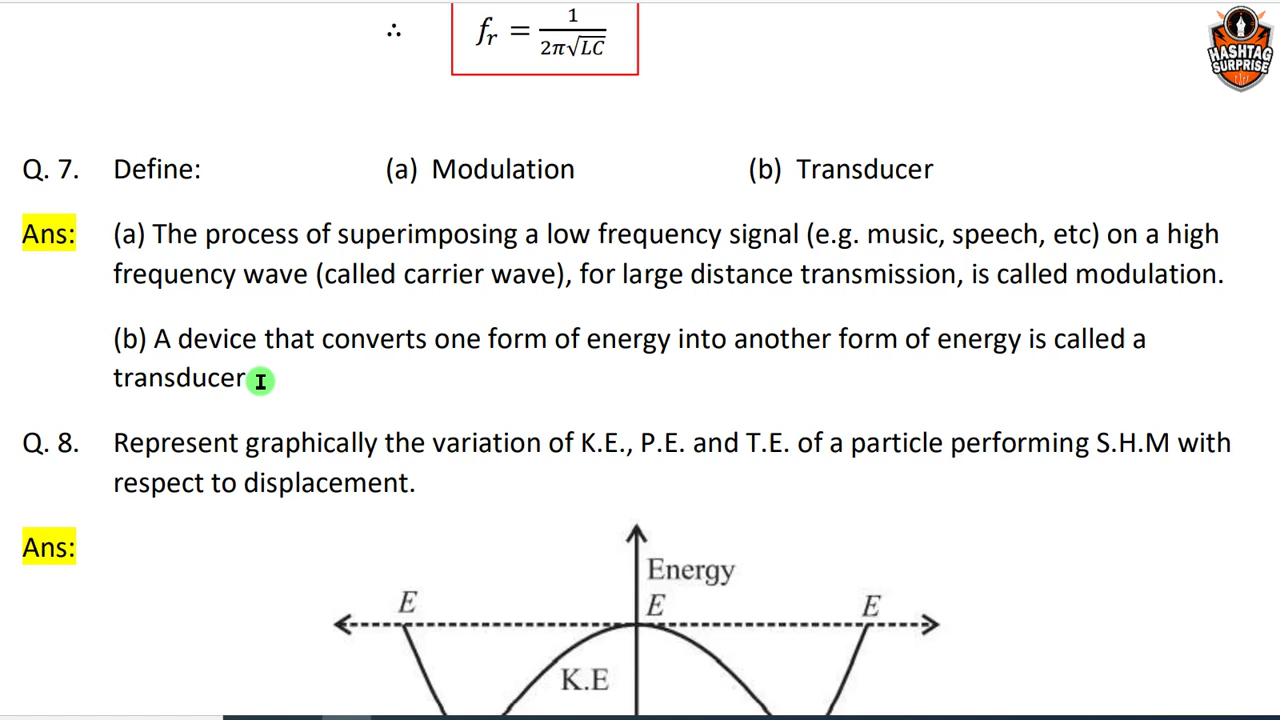 ∴ fᵣ = 1/(2π√LC)
HASHTAG
SURPRISE
Q. 7. Define: (a) Modulation (b) Transducer
Ans: (a) The process of superimposing a low frequency signal (e.g. music, speech, etc) on a high
frequency wave (called carrier wave), for large distance transmission, is called modulation.
(b) A device that converts one form of energy into another form of energy is called a
transducer
Q. 8. Represent graphically the variation of K.E., P.E. and T.E. of a particle performing S.H.M with
respect to displacement.
Ans:
Energy
E E E
K.E